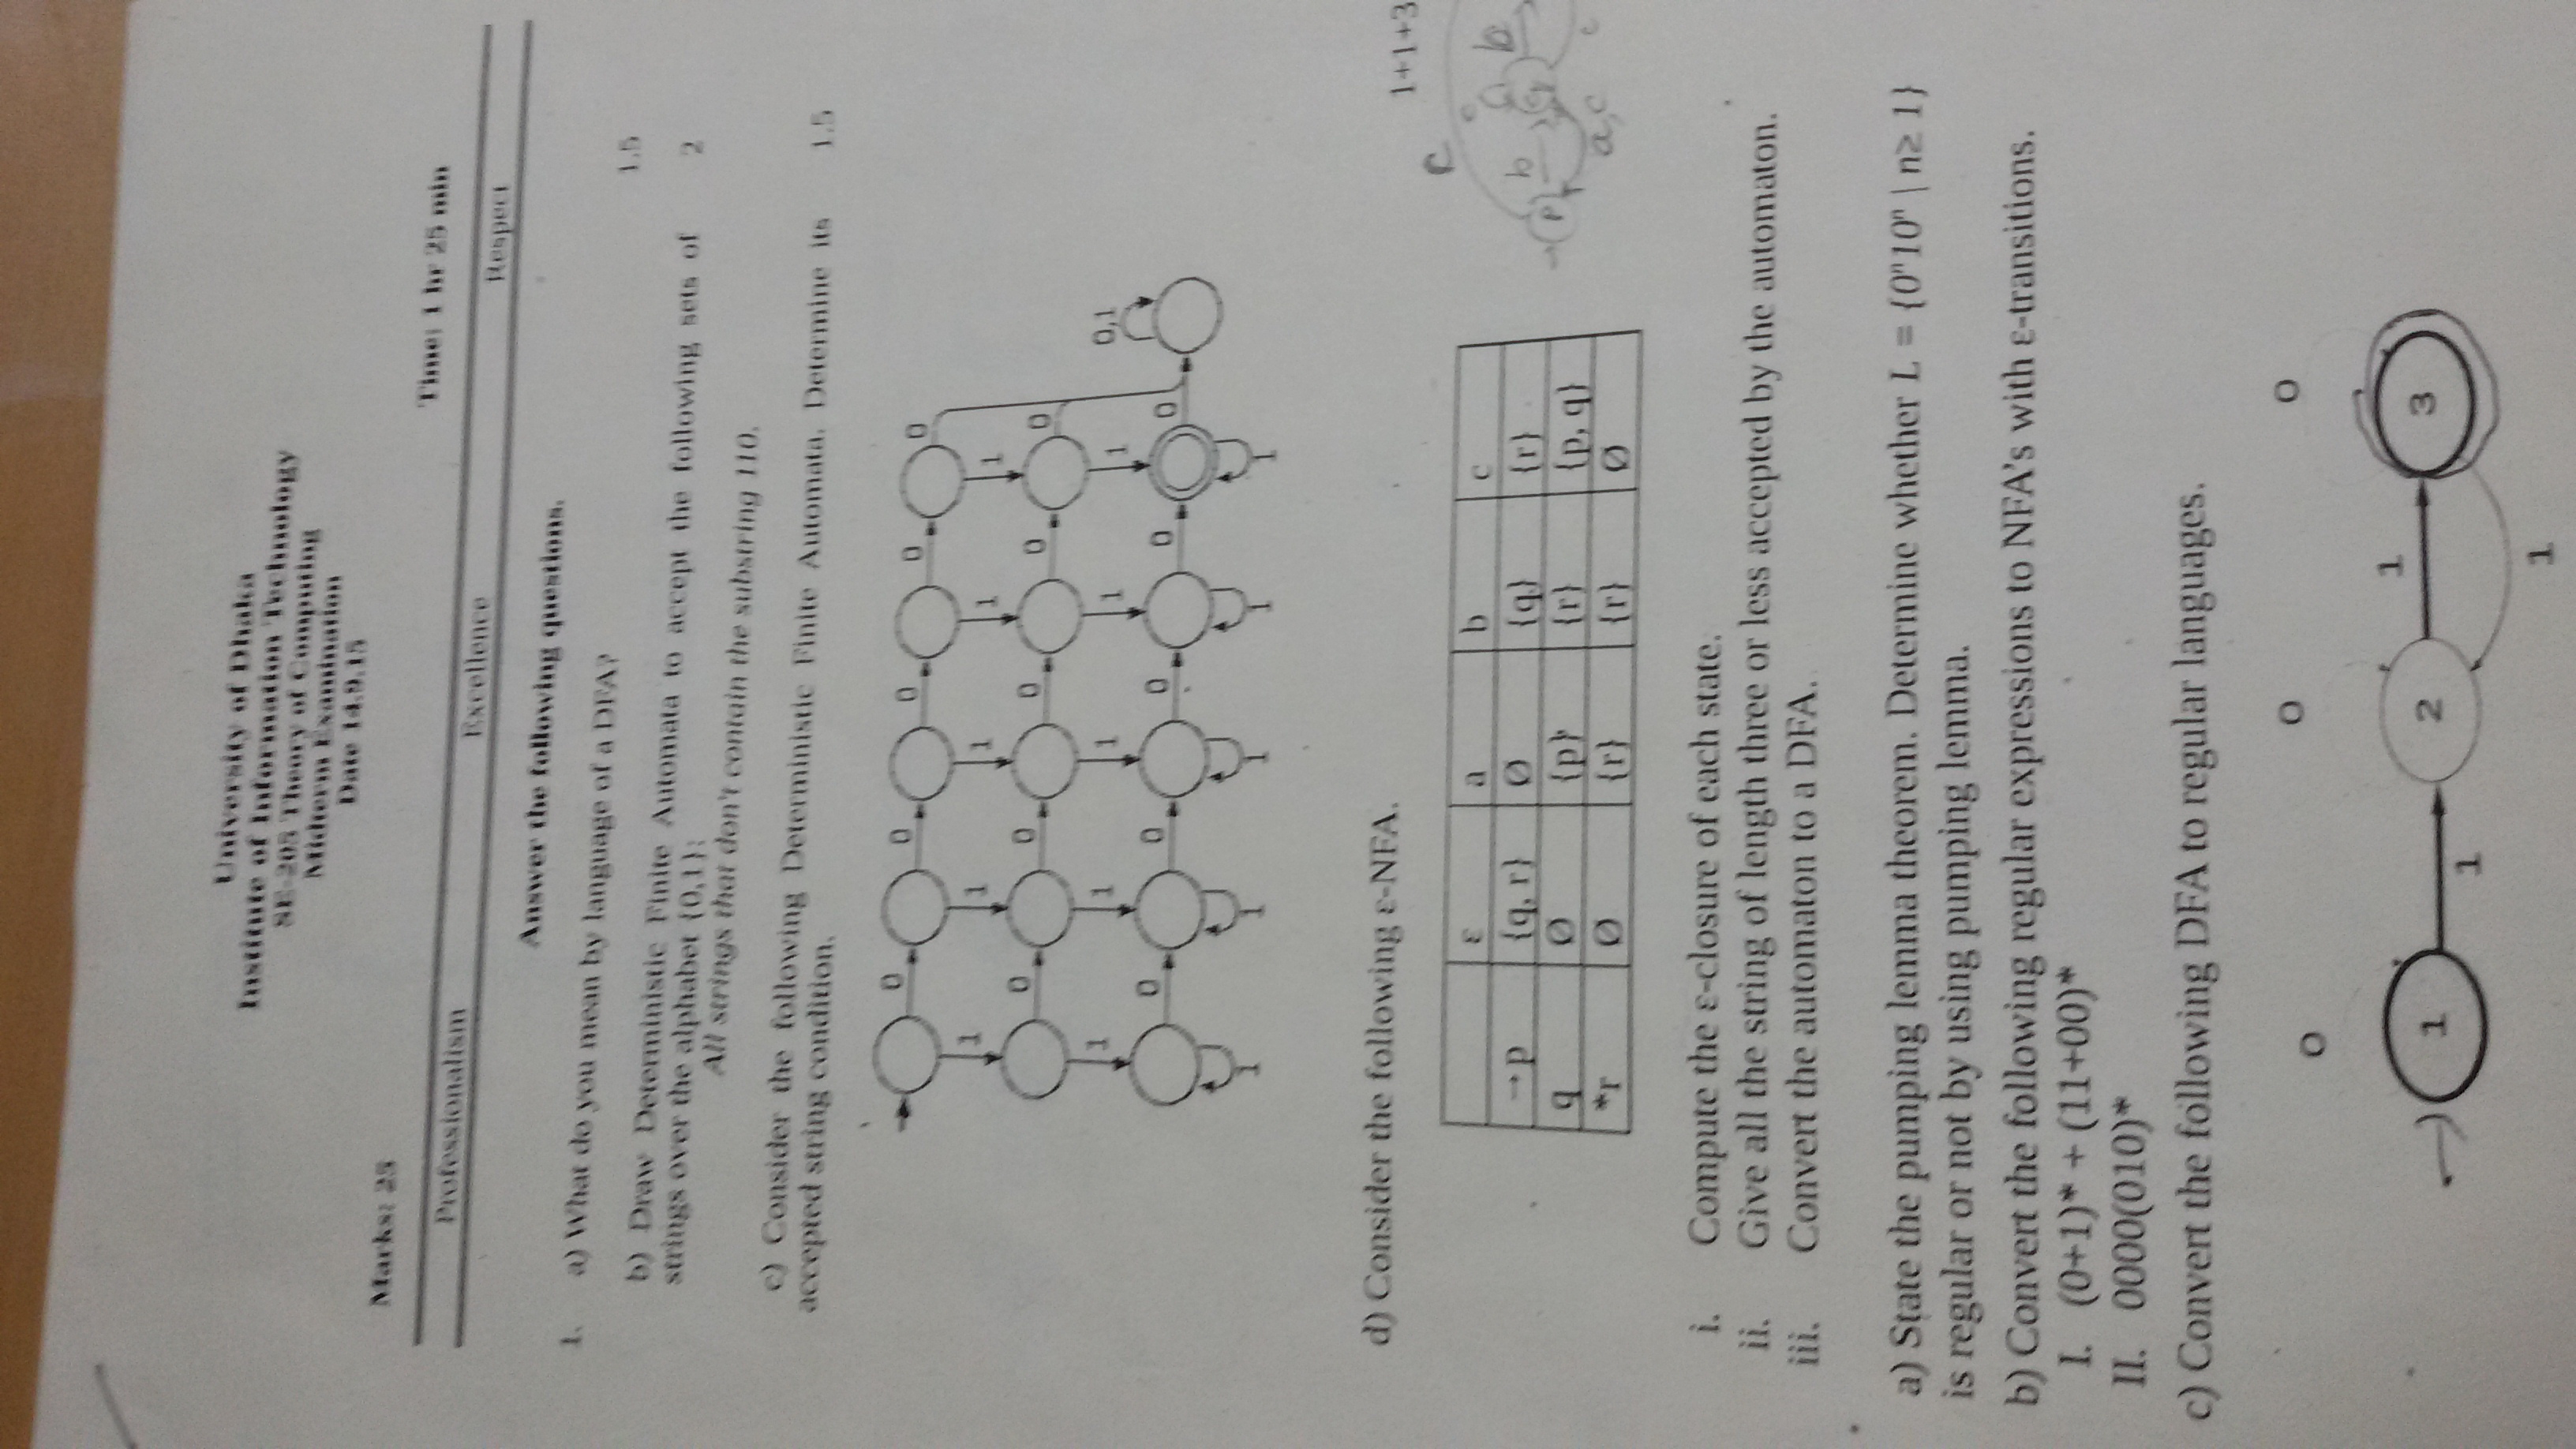 University of Dhaka
Institute of Information Technology
SE-205 Theory of Computing
Midterm Examination
Date 14.9.15
Marks: 25
Time: 1 hr 25 min
Professionalism Excellence Respect
Answer the following questions.
1. a) What do you mean by language of a DFA? 1.5
b) Draw Deterministic Finite Automata to accept the following sets of 2
strings over the alphabet {0,1}:
All strings that don't contain the substring 110.
c) Consider the following Deterministic Finite Automata. Determine its 1.5
accepted string condition.
0 0 0 0 0
1 1 1 1 1
0 0 0 0 0
1 1 1 1 1
0,1
0 0 0 0 0
1 1 1 1 1
d) Consider the following ε-NFA. 1+1+3
ε a b c
→p {q, r} Ø {q} {r}
q Ø {p} {r} {p, q}
*r Ø {r} {r} Ø
c
b
b
p
q
a,c
c
i. Compute the ε-closure of each state.
ii. Give all the string of length three or less accepted by the automaton.
iii. Convert the automaton to a DFA.
a) State the pumping lemma theorem. Determine whether L = {0ⁿ10ⁿ | n≥ 1}
is regular or not by using pumping lemma.
b) Convert the following regular expressions to NFA's with ε-transitions.
I. (0+1)* + (11+00)*
II. 0000(010)*
c) Convert the following DFA to regular languages.
0 0 0
1 2 1 3
1
1